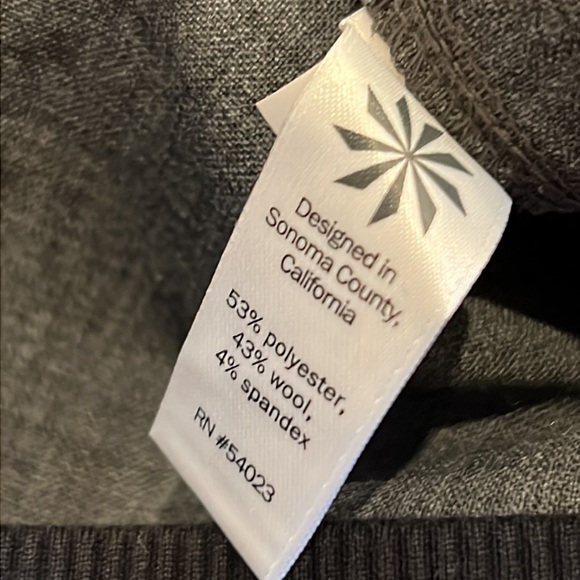 Designed in
Sonoma County,
California
53% polyester,
43% wool,
4% spandex
RN #54023